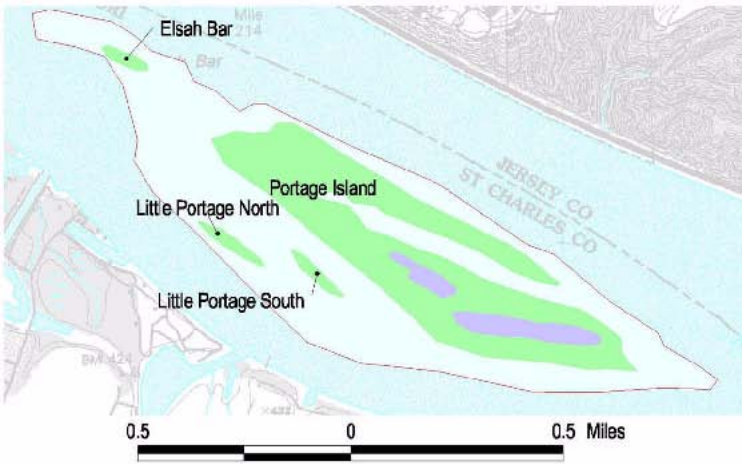 Mile
214
Elsah Bar
Bar
JERSEY CO
ST CHARLES CO
Portage Island
Little Portage North
Little Portage South
BM 424
0.5 0 0.5 Miles